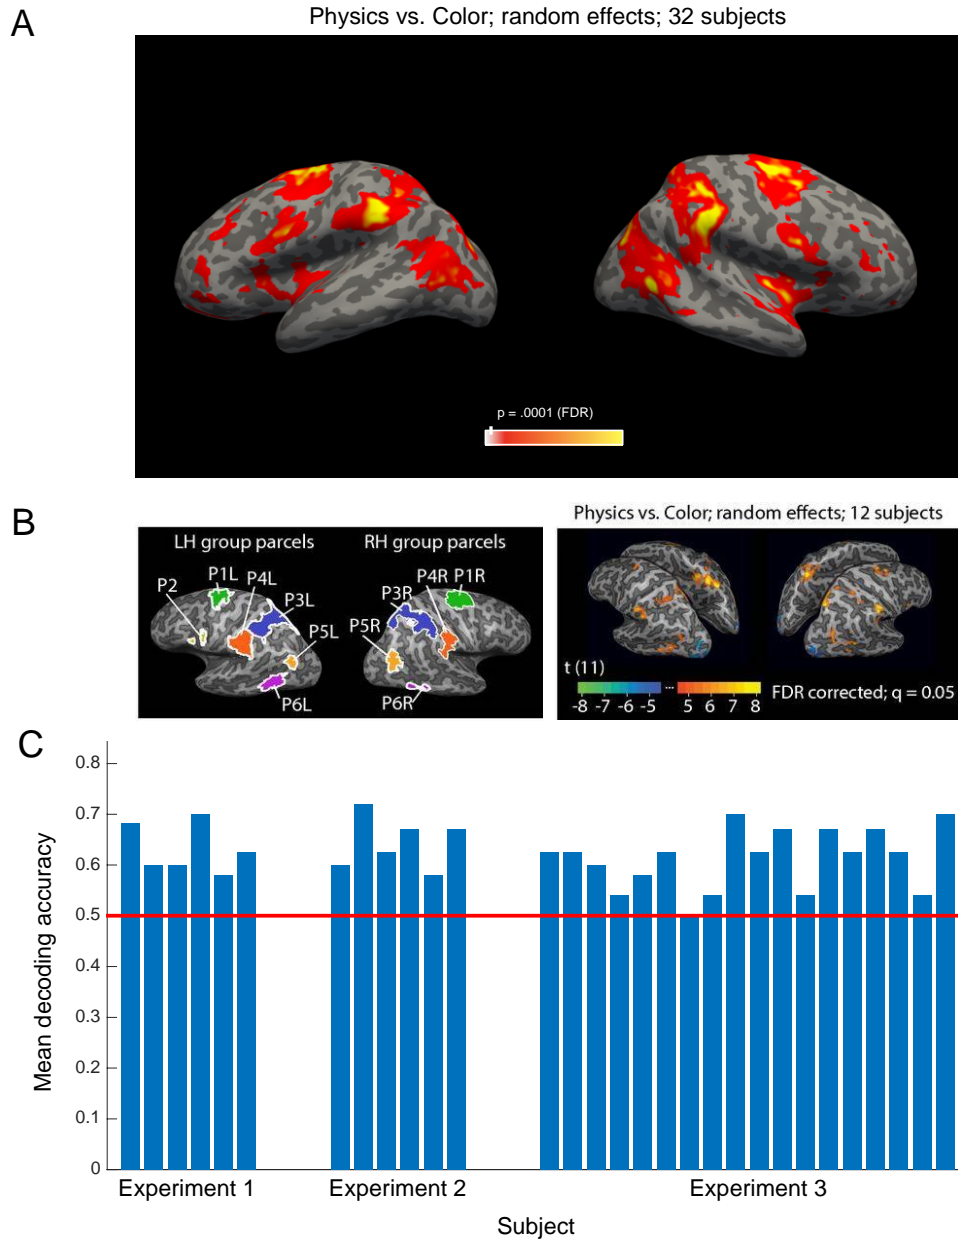 A
Physics vs. Color; random effects; 32 subjects
p = .0001 (FDR)
B
LH group parcels
RH group parcels
P1L
P4L
P4R
P1R
P2
P3L
P3R
P5L
P5R
P6L
P6R
Physics vs. Color; random effects; 12 subjects
t (11)
-8 -7 -6 -5 ... 5 6 7 8
FDR corrected; q = 0.05
C
Mean decoding accuracy
0.8
0.7
0.6
0.5
0.4
0.3
0.2
0.1
0
Experiment 1
Experiment 2
Experiment 3
Subject